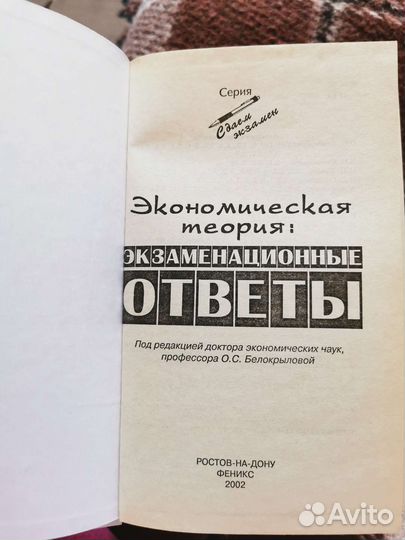 Серия
Сдаем
экзамен
Экономическая
теория:
ЭКЗАМЕНАЦИОННЫЕ
ОТВЕТЫ
Под редакцией доктора экономических наук,
профессора О.С. Белокрыловой
РОСТОВ-НА-ДОНУ
ФЕНИКС
2002
Avito